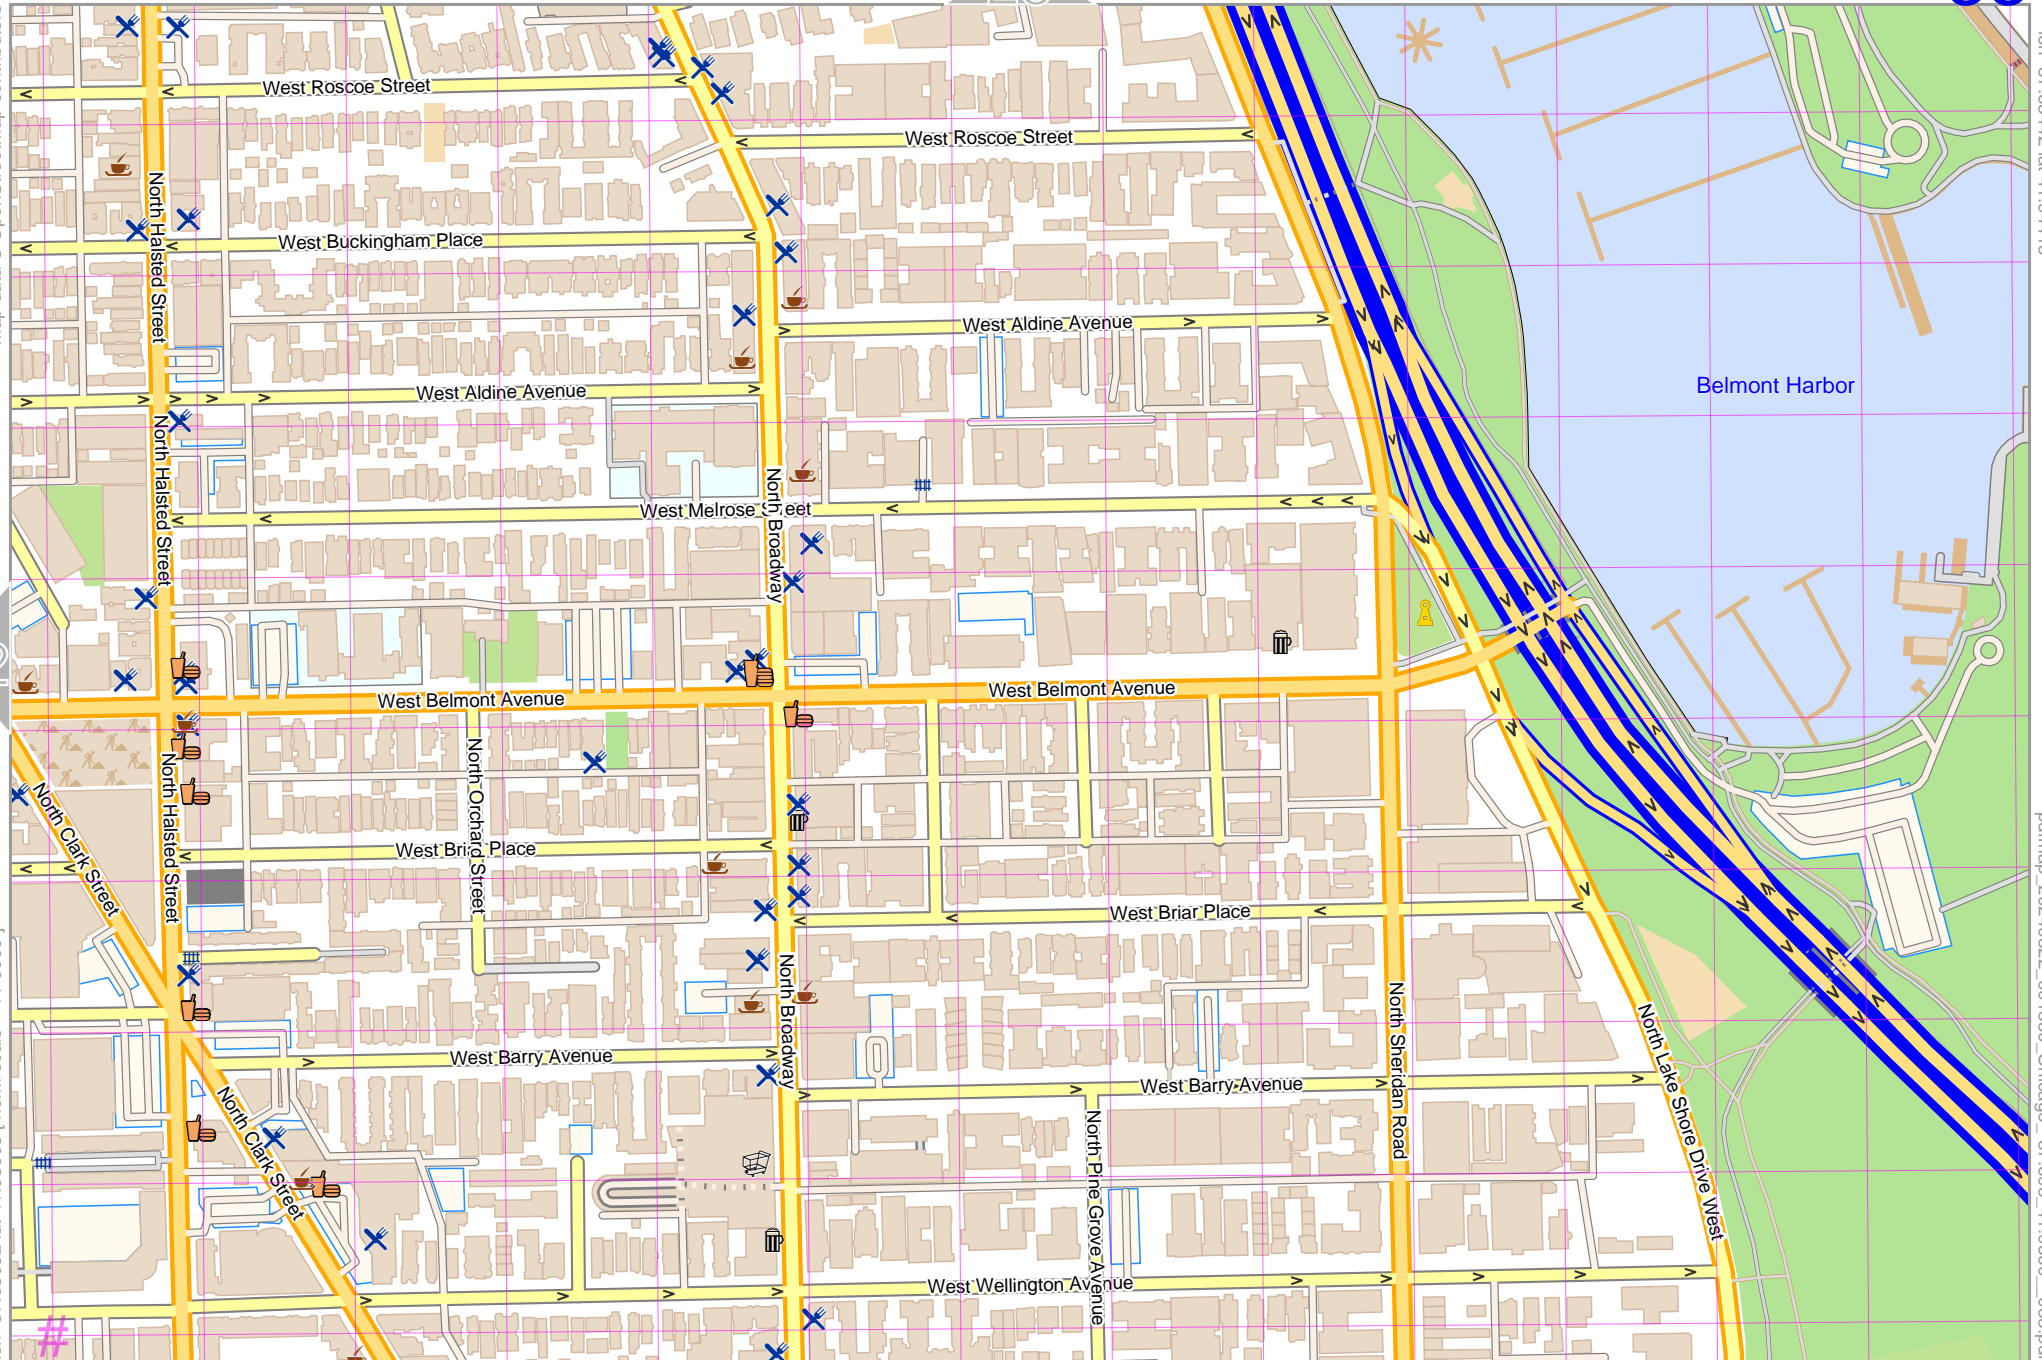 West Roscoe Street
West Roscoe Street
North Halsted Street
West Buckingham Place
West Aldine Avenue
Belmont Harbor
West Aldine Avenue
North Halsted Street
North Broadway
West Melrose Street
West Belmont Avenue
West Belmont Avenue
North Orchard Street
North Halsted Street
North Clark Street
West Briar Place
West Briar Place
North Broadway
North Sheridan Road
North Lake Shore Drive West
West Barry Avenue
West Barry Avenue
North Clark Street
North Pine Grove Avenue
West Wellington Avenue
#